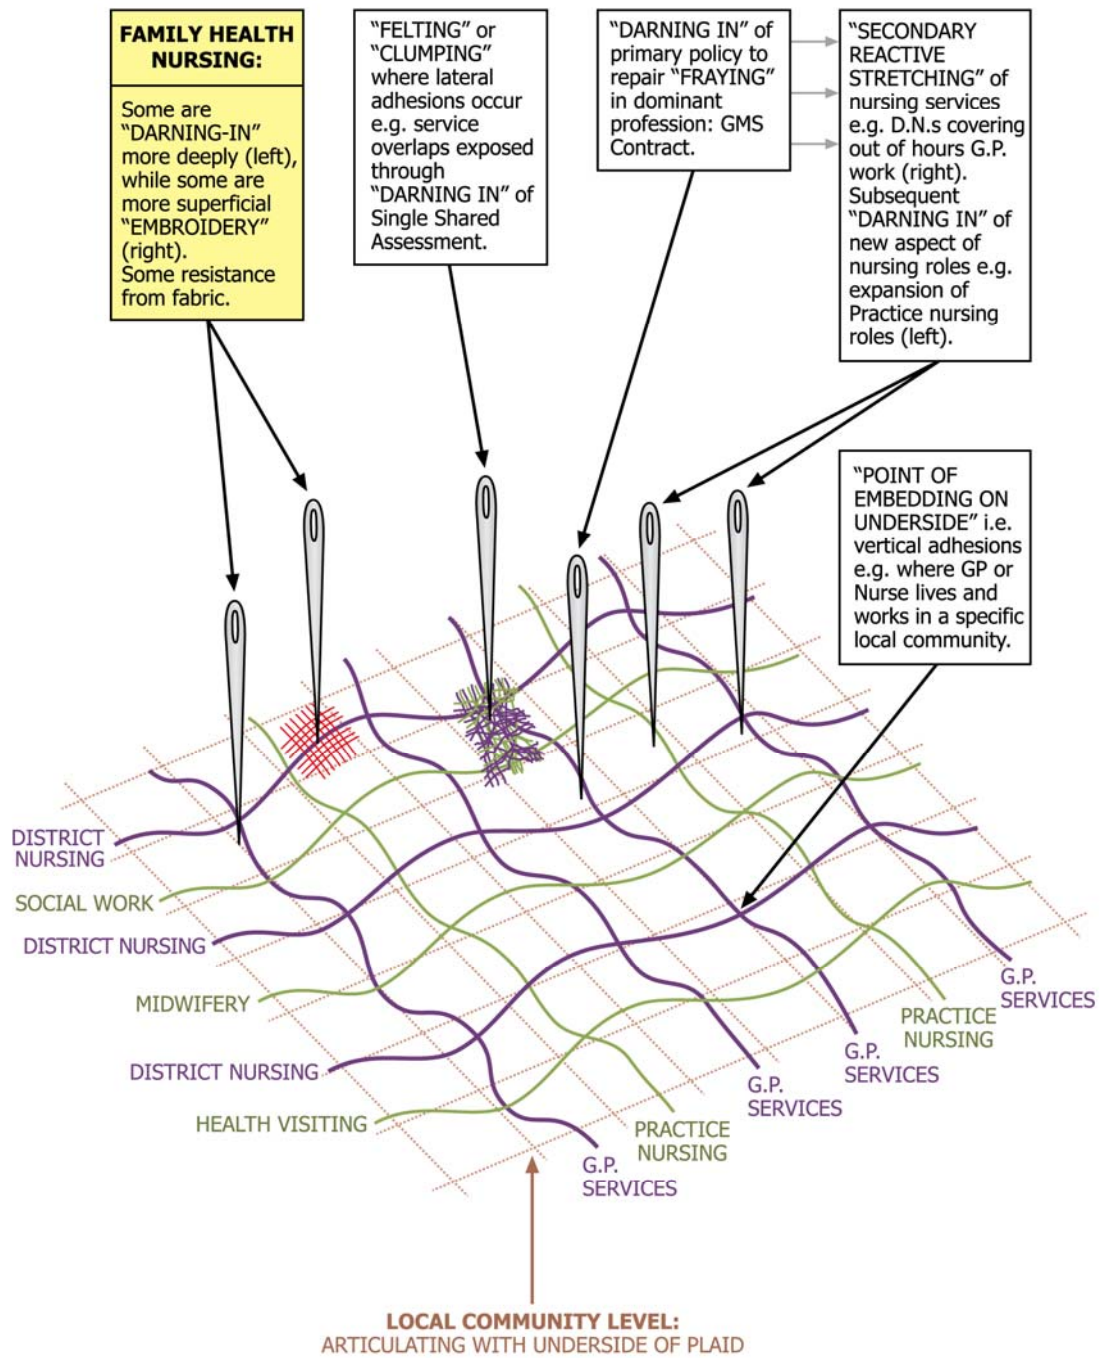 FAMILY HEALTH
NURSING:
Some are
“DARNING-IN”
more deeply (left),
while some are
more superficial
“EMBROIDERY”
(right).
Some resistance
from fabric.
“FELTING” or
“CLUMPING”
where lateral
adhesions occur
e.g. service
overlaps exposed
through
“DARNING IN” of
Single Shared
Assessment.
“DARNING IN” of
primary policy to
repair “FRAYING”
in dominant
profession: GMS
Contract.
“SECONDARY
REACTIVE
STRETCHING” of
nursing services
e.g. D.N.s covering
out of hours G.P.
work (right).
Subsequent
“DARNING IN” of
new aspect of
nursing roles e.g.
expansion of
Practice nursing
roles (left).
“POINT OF
EMBEDDING ON
UNDERSIDE” i.e.
vertical adhesions
e.g. where GP or
Nurse lives and
works in a specific
local community.
DISTRICT
NURSING
SOCIAL WORK
DISTRICT NURSING
MIDWIFERY
DISTRICT NURSING
HEALTH VISITING
G.P.
SERVICES
PRACTICE
NURSING
G.P.
SERVICES
G.P.
SERVICES
PRACTICE
NURSING
G.P.
SERVICES
LOCAL COMMUNITY LEVEL:
ARTICULATING WITH UNDERSIDE OF PLAID